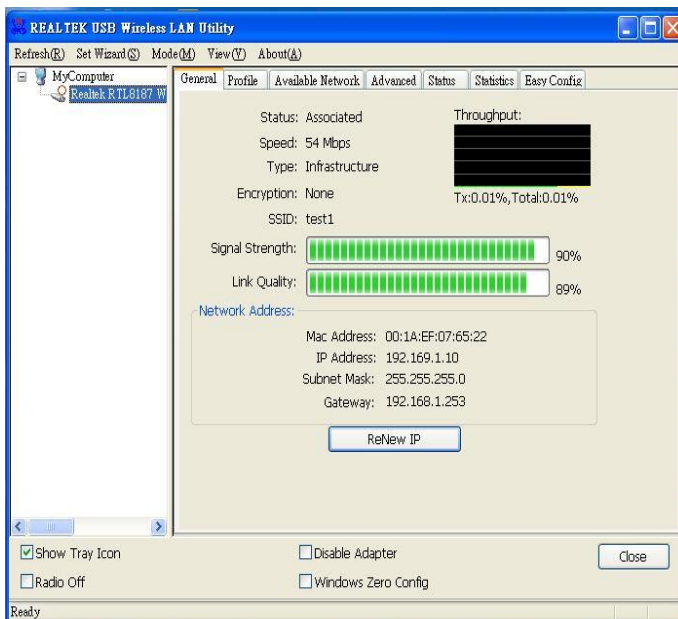 REALTEK USB Wireless LAN Utility
Refresh(R) Set Wizard(S) Mode(M) View(V) About(A)
MyComputer
Realtek RTL8187 W
General Profile Available Network Advanced Status Statistics Easy Config
Status: Associated
Speed: 54 Mbps
Type: Infrastructure
Encryption: None
SSID: test1
Throughput:
Tx:0.01%,Total:0.01%
Signal Strength: 90%
Link Quality: 89%
Network Address:
Mac Address: 00:1A:EF:07:65:22
IP Address: 192.169.1.10
Subnet Mask: 255.255.255.0
Gateway: 192.168.1.253
ReNew IP
Show Tray Icon
Radio Off
Disable Adapter
Windows Zero Config
Close
Ready